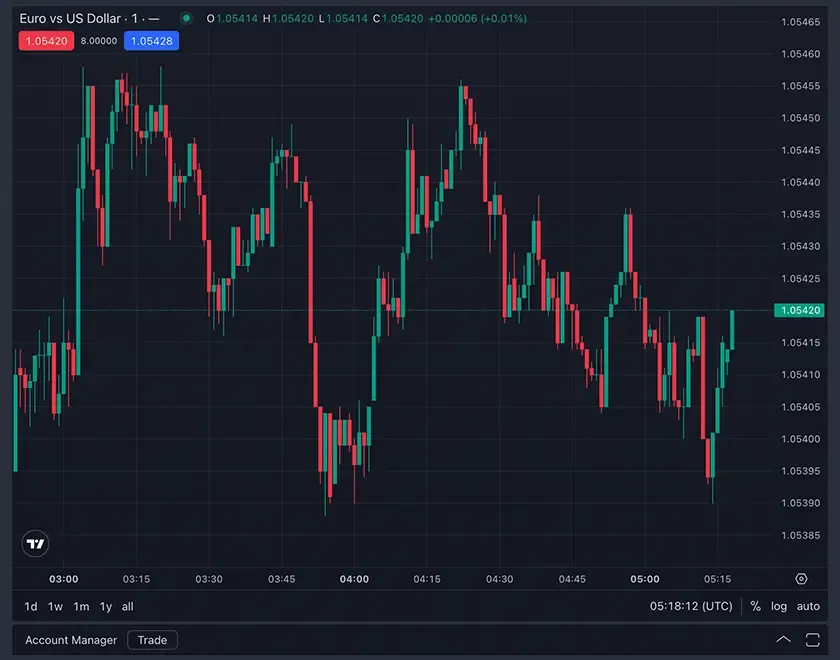 Euro vs US Dollar · 1 · —
O1.05414 H1.05420 L1.05414 C1.05420 +0.00006 (+0.01%)
1.05420 8.00000 1.05428
1.05465
1.05460
1.05455
1.05450
1.05445
1.05440
1.05435
1.05430
1.05425
1.05420
1.05415
1.05410
1.05405
1.05400
1.05395
1.05390
1.05385
03:00 03:15 03:30 03:45 04:00 04:15 04:30 04:45 05:00 05:15
1d 1w 1m 1y all
05:18:12 (UTC) % log auto
Account Manager Trade